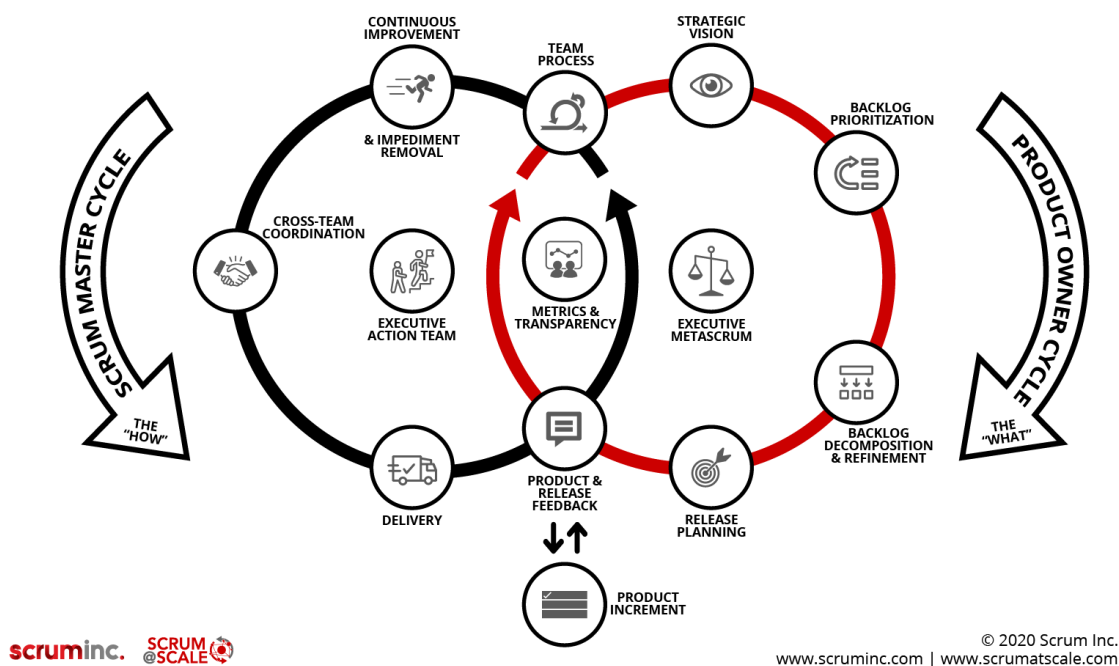 CONTINUOUS
IMPROVEMENT
& IMPEDIMENT
REMOVAL
TEAM
PROCESS
STRATEGIC
VISION
BACKLOG
PRIORITIZATION
SCRUM MASTER CYCLE
THE
“HOW”
CROSS-TEAM
COORDINATION
EXECUTIVE
ACTION TEAM
METRICS &
TRANSPARENCY
EXECUTIVE
METASCRUM
PRODUCT OWNER CYCLE
THE
“WHAT”
BACKLOG
DECOMPOSITION
& REFINEMENT
DELIVERY
PRODUCT &
RELEASE
FEEDBACK
RELEASE
PLANNING
PRODUCT
INCREMENT
scruminc.
SCRUM
@SCALE
© 2020 Scrum Inc.
www.scruminc.com | www.scrumatscale.com